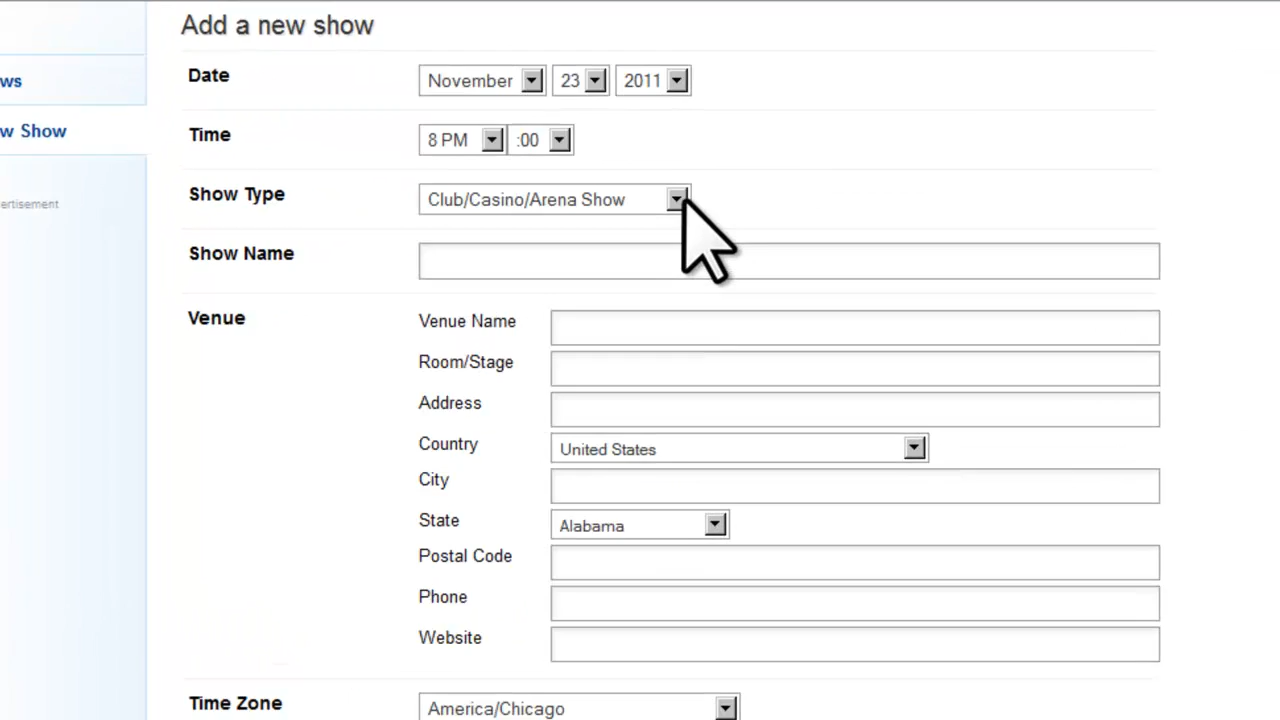 Add a new show
ws
Date
November 23 2011
w Show
Time
8 PM :00
Show Type
Club/Casino/Arena Show
ertisement
Show Name
Venue
Venue Name
Room/Stage
Address
Country
United States
City
State
Alabama
Postal Code
Phone
Website
Time Zone
America/Chicago